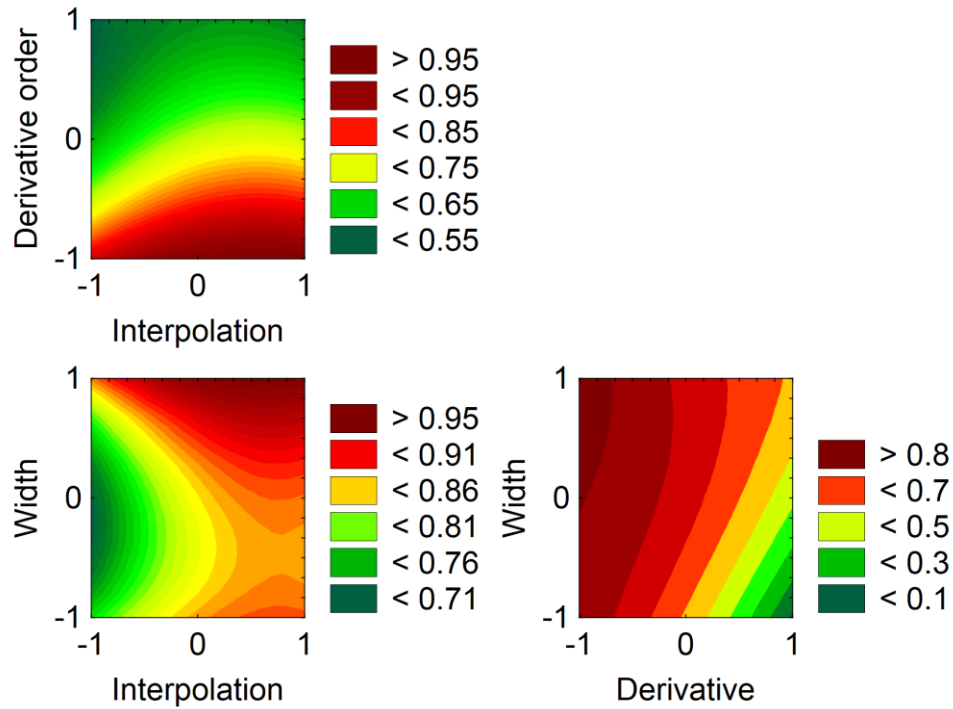 Derivative order
1
0
-1
-1 0 1
Interpolation
> 0.95
< 0.95
< 0.85
< 0.75
< 0.65
< 0.55
Width
1
0
-1
-1 0 1
Interpolation
> 0.95
< 0.91
< 0.86
< 0.81
< 0.76
< 0.71
Width
1
0
-1
-1 0 1
Derivative
> 0.8
< 0.7
< 0.5
< 0.3
< 0.1